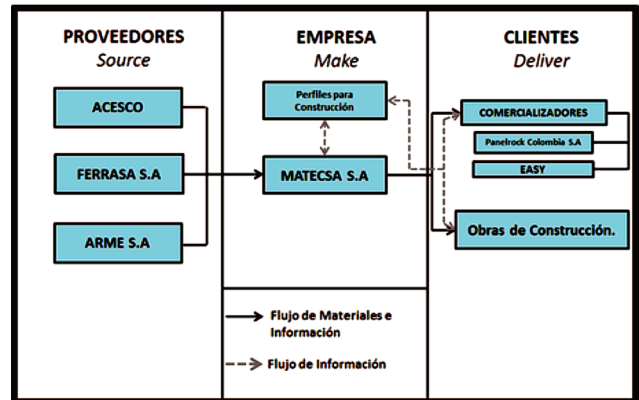 PROVEEDORES
Source
ACESCO
FERRASA S.A
ARME S.A
EMPRESA
Make
Perfiles para
Construcción
MATECSA S.A
Flujo de Materiales e
Información
Flujo de Información
CLIENTES
Deliver
COMERCIALIZADORES
Panelrock Colombia S.A
EASY
Obras de Construcción.